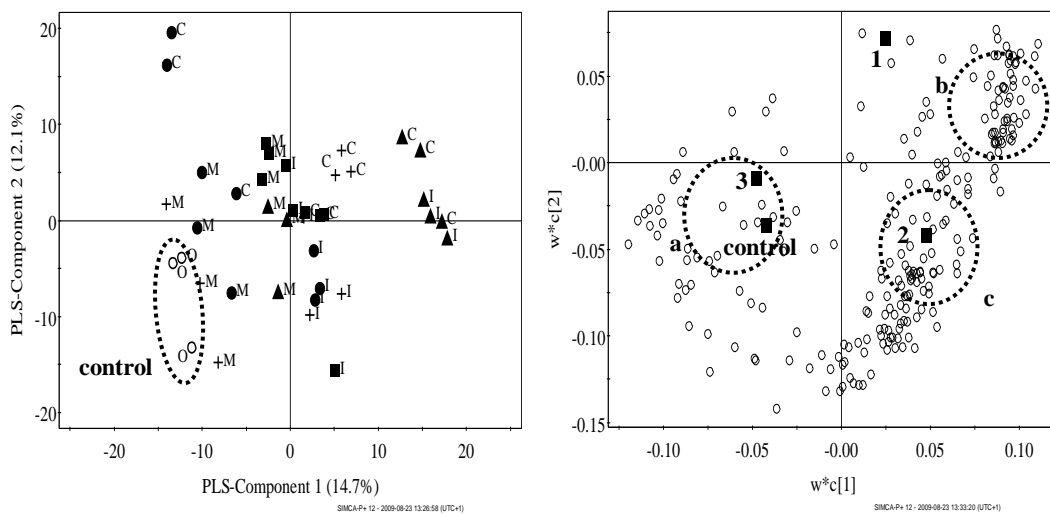 20
10
0
-10
-20
-20
-10
0
10
20
PLS-Component 2 (12.1%)
PLS-Component 1 (14.7%)
C
C
M
M
C
M
M
M
M
M
M
M
I
I
C
C
C
C
C
C
M
M
M
C
C
I
I
C
I
I
I
I
I
I
I
M
M
O
O
O
control
SIMCA-P+ 12 - 2009-08-23 13:26:58 (UTC+1)
0.05
-0.00
-0.05
-0.10
-0.15
-0.10
-0.05
-0.00
0.05
0.10
w*c[2]
w*c[1]
1
b
3
a
control
2
c
SIMCA-P+ 12 - 2009-08-23 13:33:20 (UTC+1)